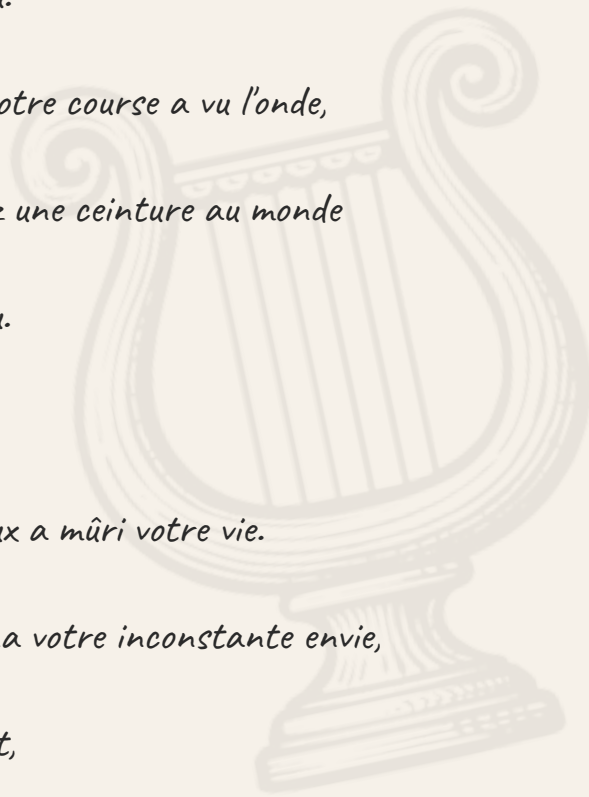 otre course a vu l'onde,
une ceinture au monde
a mûri votre vie.
a votre inconstante envie,